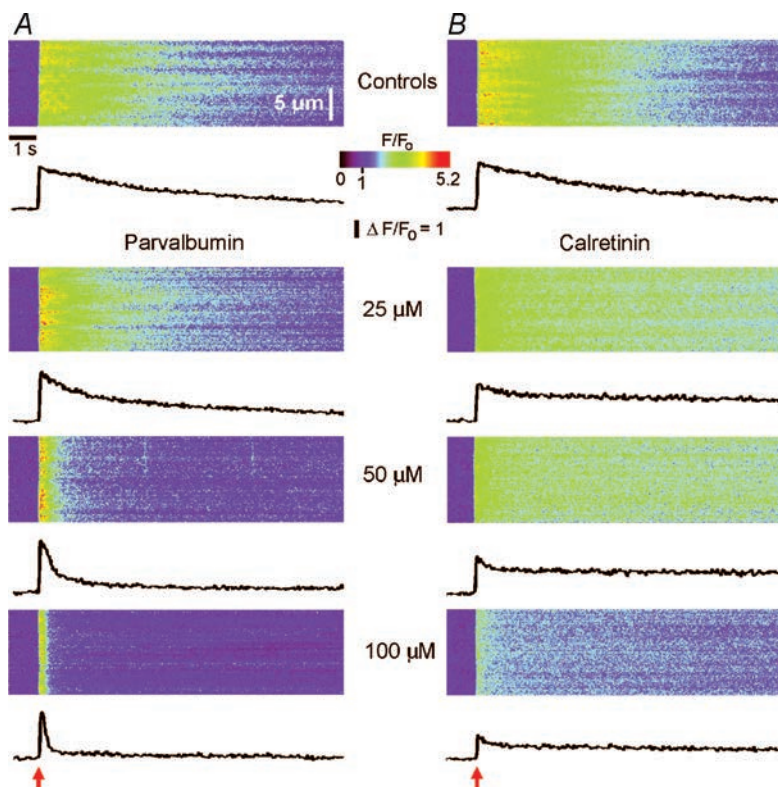 A
B
Controls
5 µm
1 s
F/F₀
0 1 5.2
Δ F/F₀ = 1
Parvalbumin
Calretinin
25 µM
50 µM
100 µM